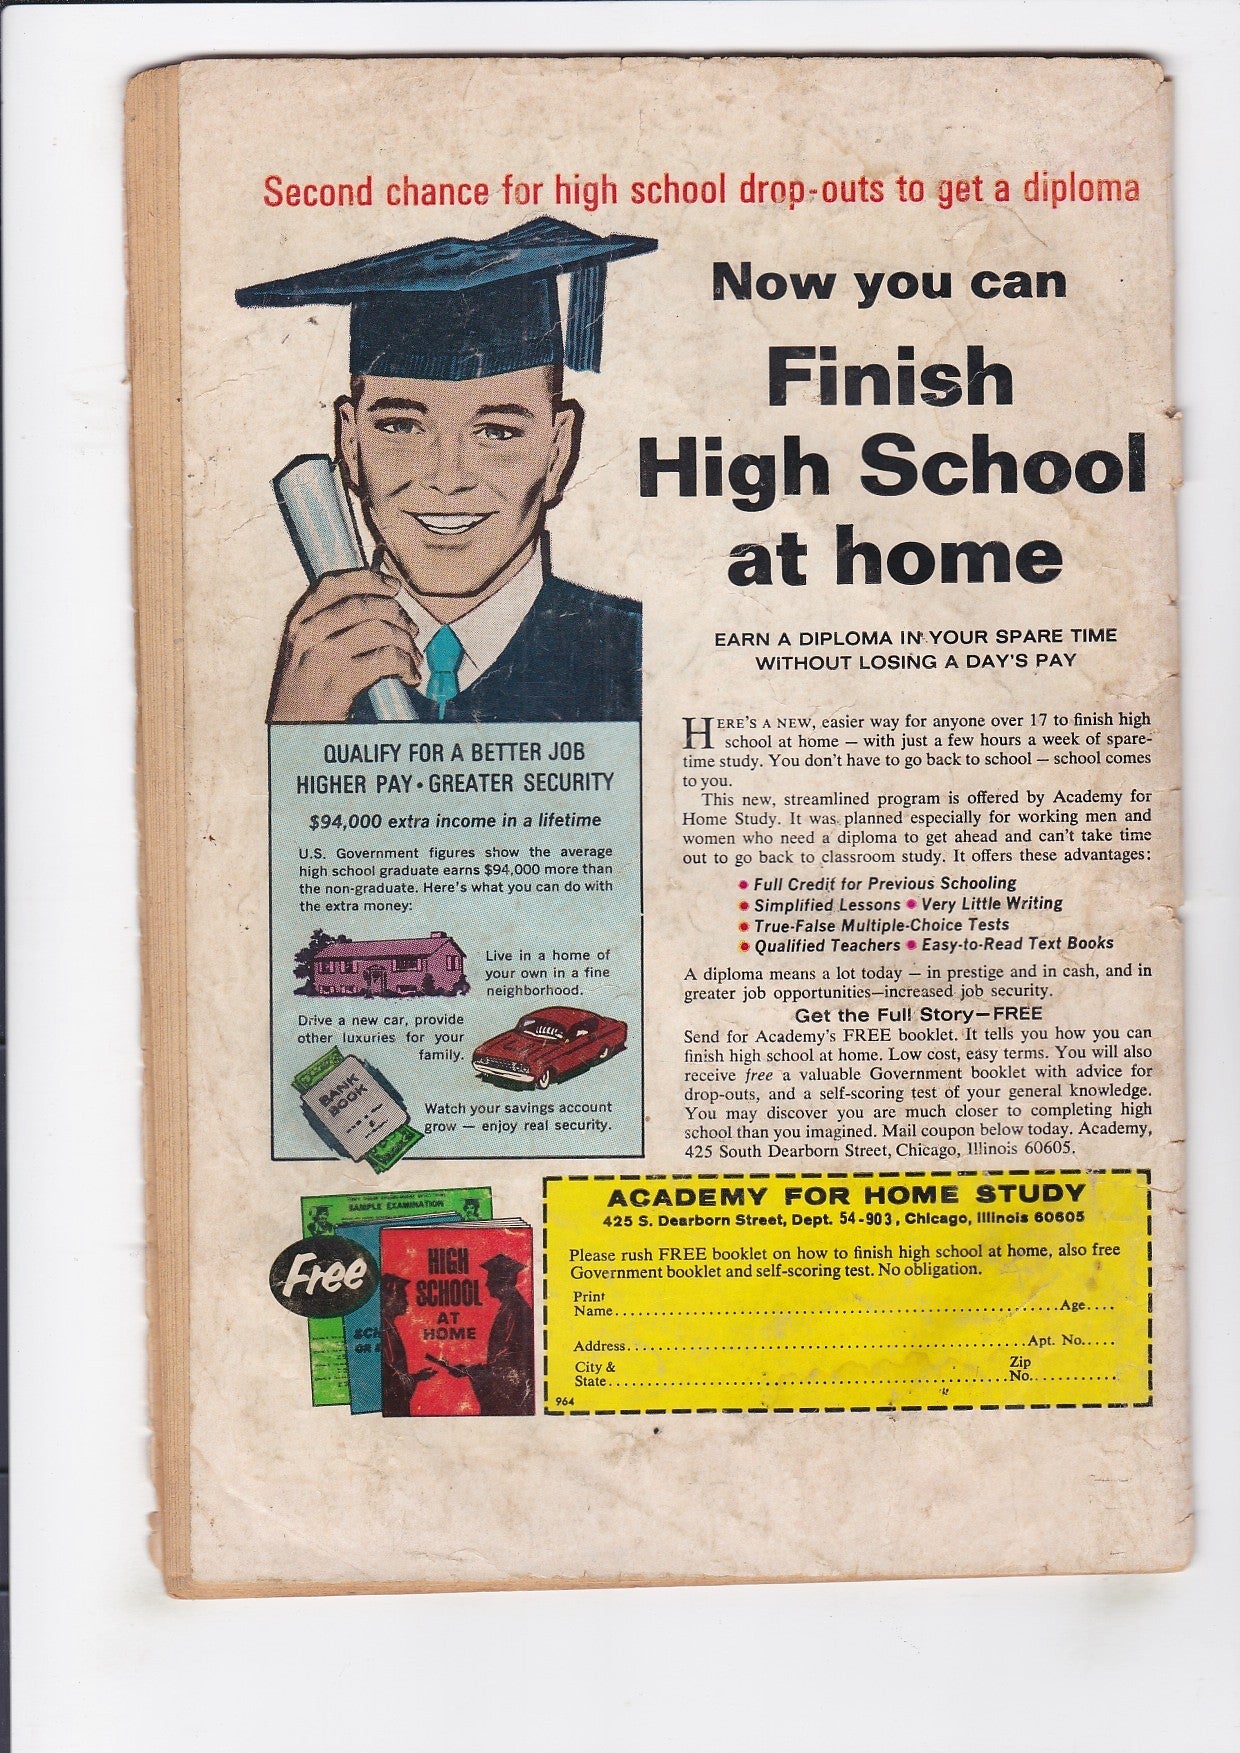 Second chance for high school drop-outs to get a diploma
Now you can
Finish
High School
at home
EARN A DIPLOMA IN YOUR SPARE TIME
WITHOUT LOSING A DAY'S PAY
HERE'S A NEW, easier way for anyone over 17 to finish high
school at home — with just a few hours a week of spare-
time study. You don't have to go back to school — school comes
to you.
This new, streamlined program is offered by Academy for
Home Study. It was planned especially for working men and
women who need a diploma to get ahead and can't take time
out to go back to classroom study. It offers these advantages:
• Full Credit for Previous Schooling
• Simplified Lessons • Very Little Writing
• True-False Multiple-Choice Tests
• Qualified Teachers • Easy-to-Read Text Books
A diploma means a lot today — in prestige and in cash, and in
greater job opportunities—increased job security.
Get the Full Story—FREE
Send for Academy's FREE booklet. It tells you how you can
finish high school at home. Low cost, easy terms. You will also
receive free a valuable Government booklet with advice for
drop-outs, and a self-scoring test of your general knowledge.
You may discover you are much closer to completing high
school than you imagined. Mail coupon below today. Academy,
425 South Dearborn Street, Chicago, Illinois 60605.
QUALIFY FOR A BETTER JOB
HIGHER PAY • GREATER SECURITY
$94,000 extra income in a lifetime
U.S. Government figures show the average
high school graduate earns $94,000 more than
the non-graduate. Here's what you can do with
the extra money:
Live in a home of
your own in a fine
neighborhood.
Drive a new car, provide
other luxuries for your
family.
BANK
BOOK
Watch your savings account
grow — enjoy real security.
SAMPLE EXAMINATION
Free
HIGH
SCHOOL
AT
HOME
SCH
OR
ACADEMY FOR HOME STUDY
425 S. Dearborn Street, Dept. 54-903, Chicago, Illinois 60605
Please rush FREE booklet on how to finish high school at home, also free
Government booklet and self-scoring test. No obligation.
Print
Name.......................................................Age....
Address....................................................Apt. No.....
City &
State.......................................................
Zip
No............
964